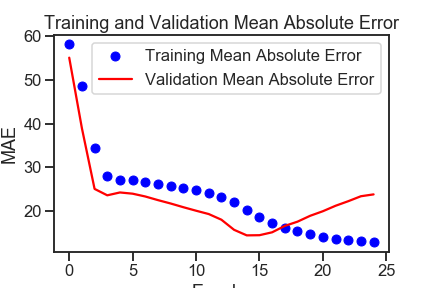 Training and Validation Mean Absolute Error
60
50
40
30
20
MAE
Training Mean Absolute Error
Validation Mean Absolute Error
0 5 10 15 20 25